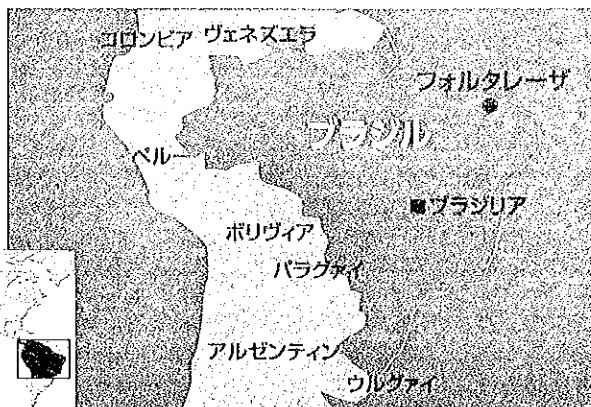 コロンビア ヴェネズエラ
フォルタレーザ
ブラジル
ペルー
ブラジリア
ボリヴィア
パラグァイ
アルゼンティン
ウルグァイ